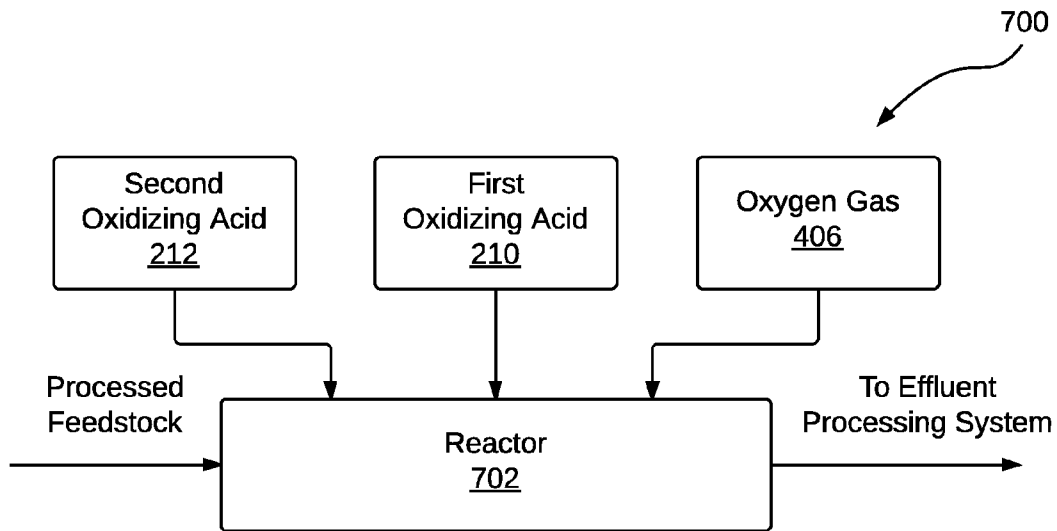 700
Second
Oxidizing Acid
212
First
Oxidizing Acid
210
Oxygen Gas
406
Processed
Feedstock
To Effluent
Processing System
Reactor
702